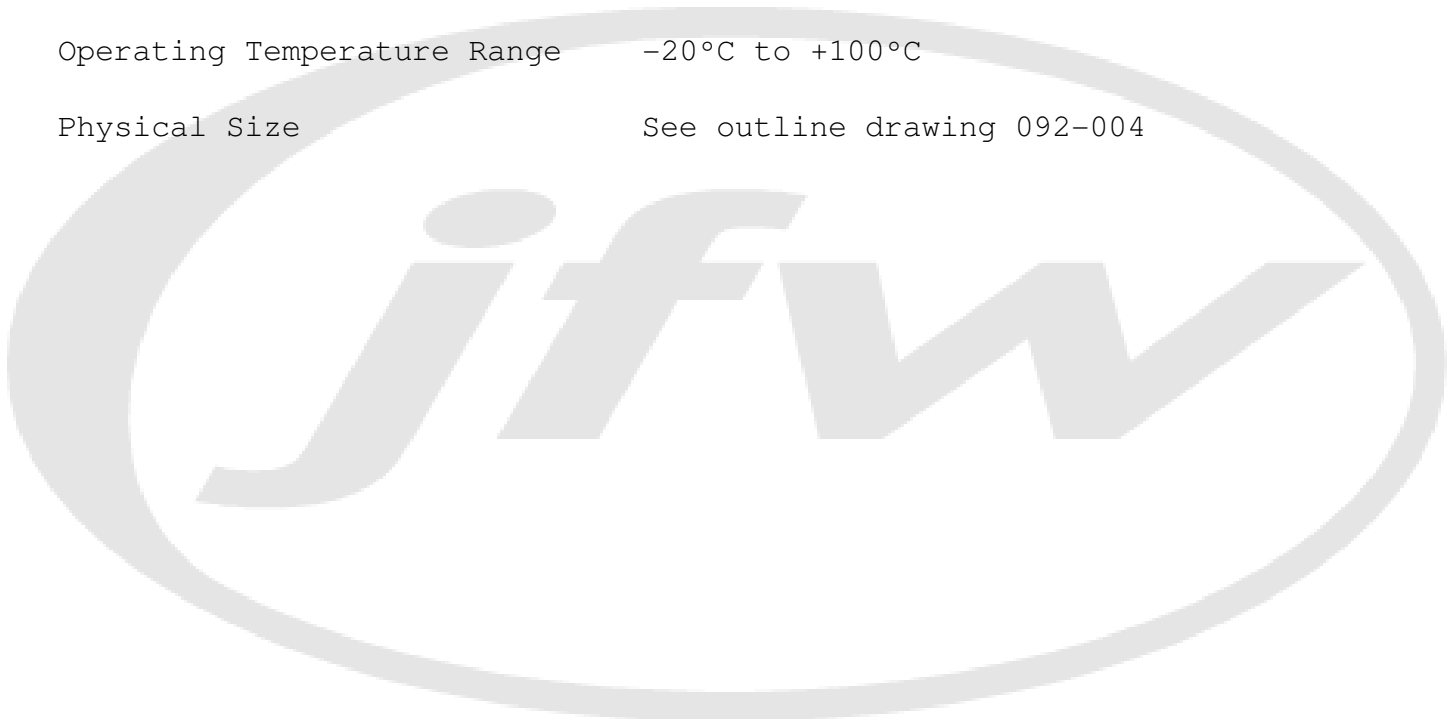 Operating Temperature Range -20°C to +100°C
Physical Size See outline drawing 092-004
jfw